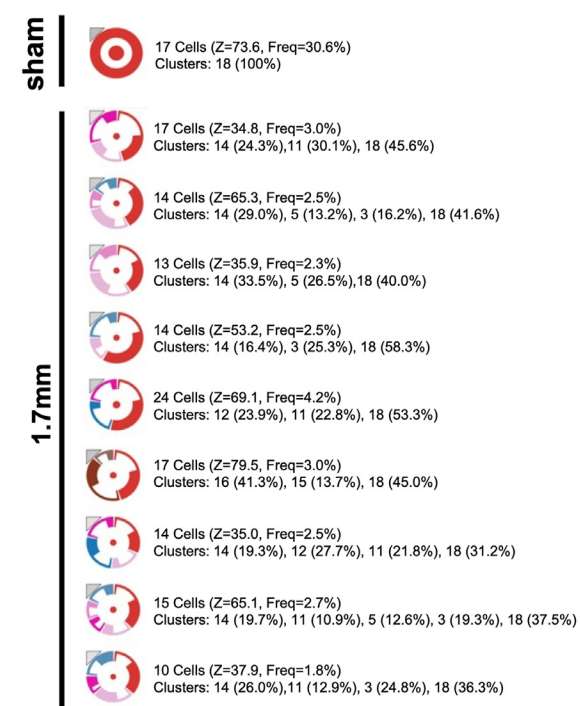 sham
17 Cells (Z=73.6, Freq=30.6%)
Clusters: 18 (100%)
1.7mm
17 Cells (Z=34.8, Freq=3.0%)
Clusters: 14 (24.3%),11 (30.1%), 18 (45.6%)
14 Cells (Z=65.3, Freq=2.5%)
Clusters: 14 (29.0%), 5 (13.2%), 3 (16.2%), 18 (41.6%)
13 Cells (Z=35.9, Freq=2.3%)
Clusters: 14 (33.5%), 5 (26.5%),18 (40.0%)
14 Cells (Z=53.2, Freq=2.5%)
Clusters: 14 (16.4%), 3 (25.3%), 18 (58.3%)
24 Cells (Z=69.1, Freq=4.2%)
Clusters: 12 (23.9%), 11 (22.8%), 18 (53.3%)
17 Cells (Z=79.5, Freq=3.0%)
Clusters: 16 (41.3%), 15 (13.7%), 18 (45.0%)
14 Cells (Z=35.0, Freq=2.5%)
Clusters: 14 (19.3%), 12 (27.7%), 11 (21.8%), 18 (31.2%)
15 Cells (Z=65.1, Freq=2.7%)
Clusters: 14 (19.7%), 11 (10.9%), 5 (12.6%), 3 (19.3%), 18 (37.5%)
10 Cells (Z=37.9, Freq=1.8%)
Clusters: 14 (26.0%),11 (12.9%), 3 (24.8%), 18 (36.3%)